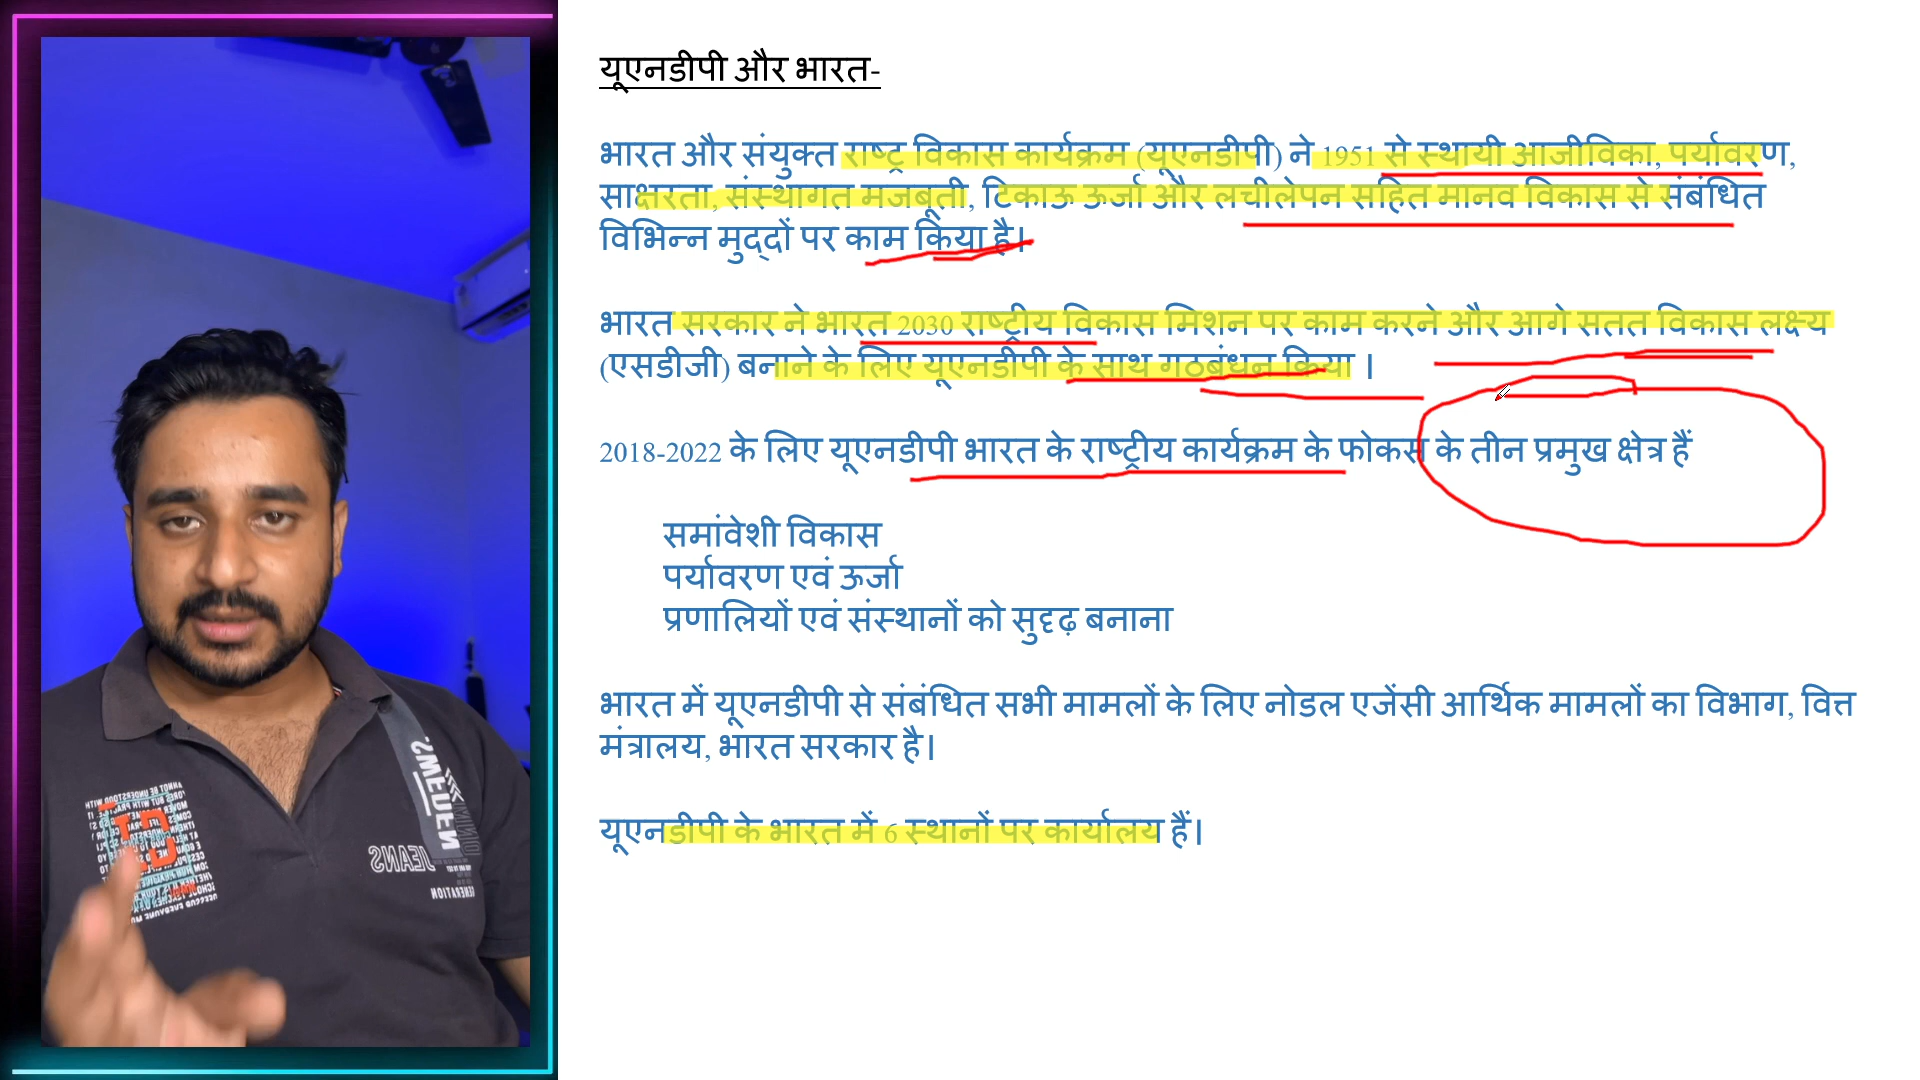 यूएनडीपी और भारत-
भारत और संयुक्त राष्ट्र विकास कार्यक्रम (यूएनडीपी) ने 1951 से स्थायी आजीविका, पर्यावरण,
साक्षरता, संस्थागत मजबूती, टिकाऊ ऊर्जा और लचीलेपन सहित मानव विकास से संबंधित
विभिन्न मुद्दों पर काम किया है।
भारत सरकार ने भारत 2030 राष्ट्रीय विकास मिशन पर काम करने और आगे सतत विकास लक्ष्य
(एसडीजी) बनाने के लिए यूएनडीपी के साथ गठबंधन किया ।
2018-2022 के लिए यूएनडीपी भारत के राष्ट्रीय कार्यक्रम के फोकस के तीन प्रमुख क्षेत्र हैं
समांवेशी विकास
पर्यावरण एवं ऊर्जा
प्रणालियों एवं संस्थानों को सुदृढ़ बनाना
भारत में यूएनडीपी से संबंधित सभी मामलों के लिए नोडल एजेंसी आर्थिक मामलों का विभाग, वित्त
मंत्रालय, भारत सरकार है।
यूएनडीपी के भारत में 6 स्थानों पर कार्यालय हैं।
JEANS